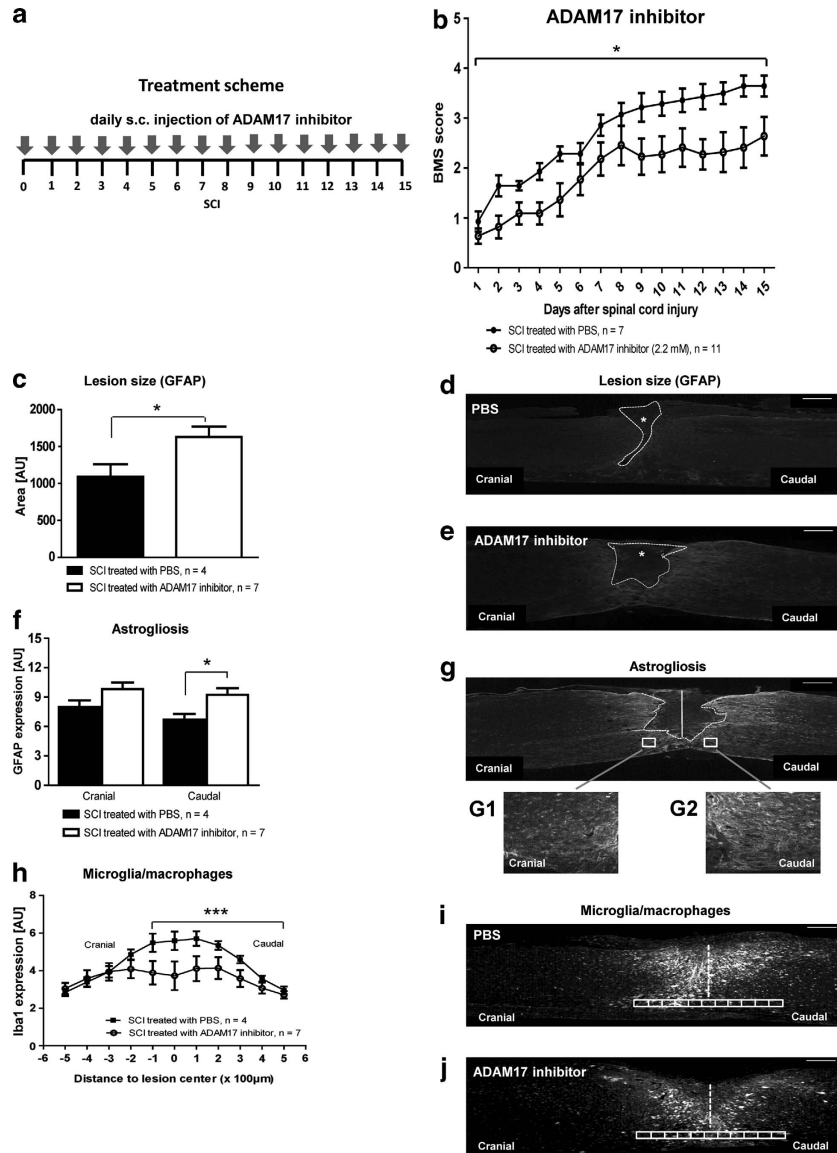 a
Treatment scheme
daily s.c. injection of ADAM17 inhibitor
0 1 2 3 4 5 6 7 8 9 10 11 12 13 14 15
SCI
b
ADAM17 inhibitor
*
BMS score
5
4
3
2
1
0
1 2 3 4 5 6 7 8 9 10 11 12 13 14 15
Days after spinal cord injury
SCI treated with PBS, n = 7
SCI treated with ADAM17 inhibitor (2.2 mM), n = 11
c
Lesion size (GFAP)
*
Area [AU]
2000
1500
1000
500
0
SCI treated with PBS, n = 4
SCI treated with ADAM17 inhibitor, n = 7
d
Lesion size (GFAP)
PBS
*
Cranial
Caudal
e
ADAM17 inhibitor
*
Cranial
Caudal
f
Astrogliosis
*
GFAP expression [AU]
15
12
9
6
3
0
Cranial Caudal
SCI treated with PBS, n = 4
SCI treated with ADAM17 inhibitor, n = 7
g
Astrogliosis
Cranial
Caudal
G1
Cranial
G2
Caudal
h
Microglia/macrophages
***
Cranial
Caudal
Iba1 expression [AU]
6
4
2
0
SCI treated with PBS, n = 4
SCI treated with ADAM17 inhibitor, n = 7
-6 -5 -4 -3 -2 -1 0 1 2 3 4 5 6
Distance to lesion center (x 100µm)
i
Microglia/macrophages
PBS
Cranial
Caudal
j
ADAM17 inhibitor
Cranial
Caudal